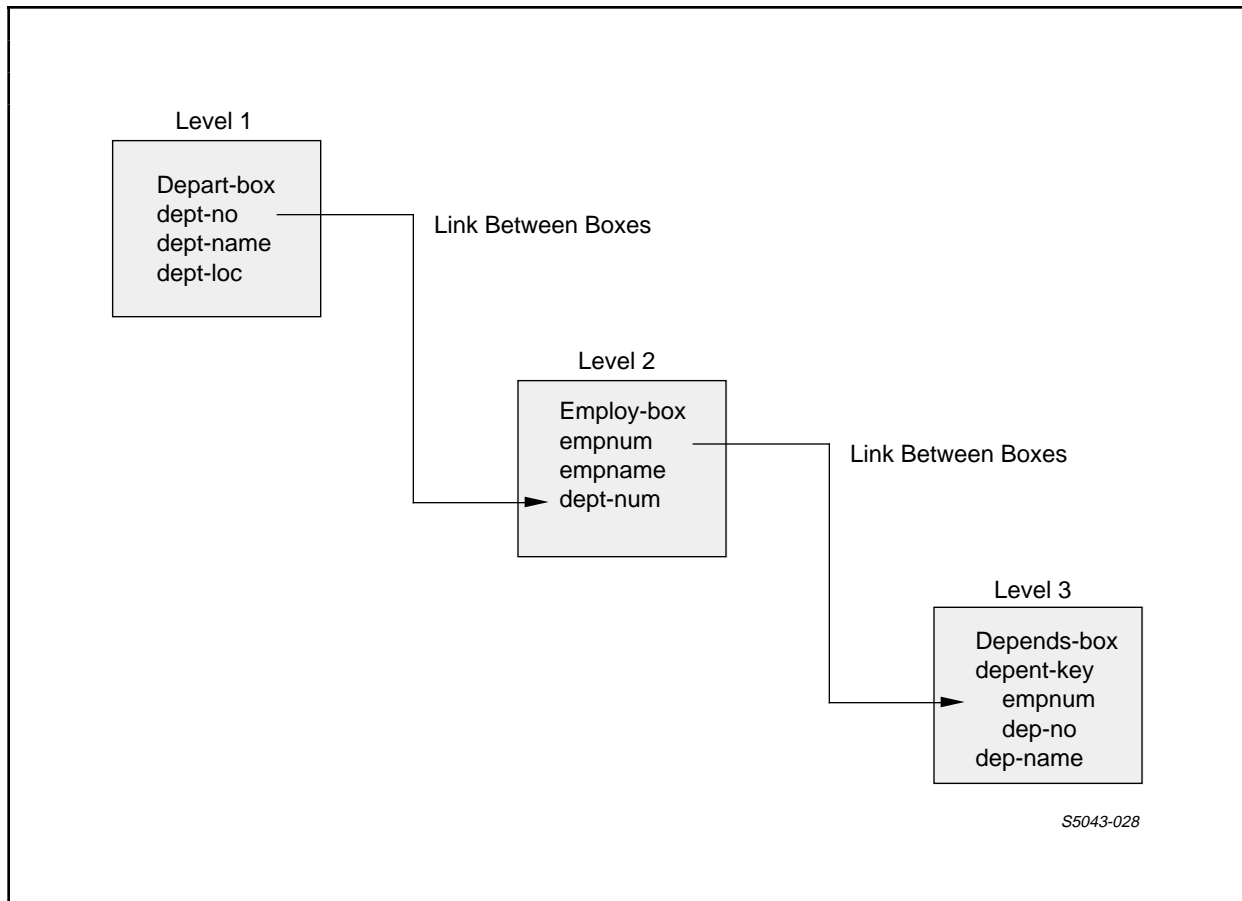 Level 1
Depart-box
dept-no
dept-name
dept-loc
Link Between Boxes
Level 2
Employ-box
empnum
empname
dept-num
Link Between Boxes
Level 3
Depends-box
depent-key
empnum
dep-no
dep-name
S5043-028